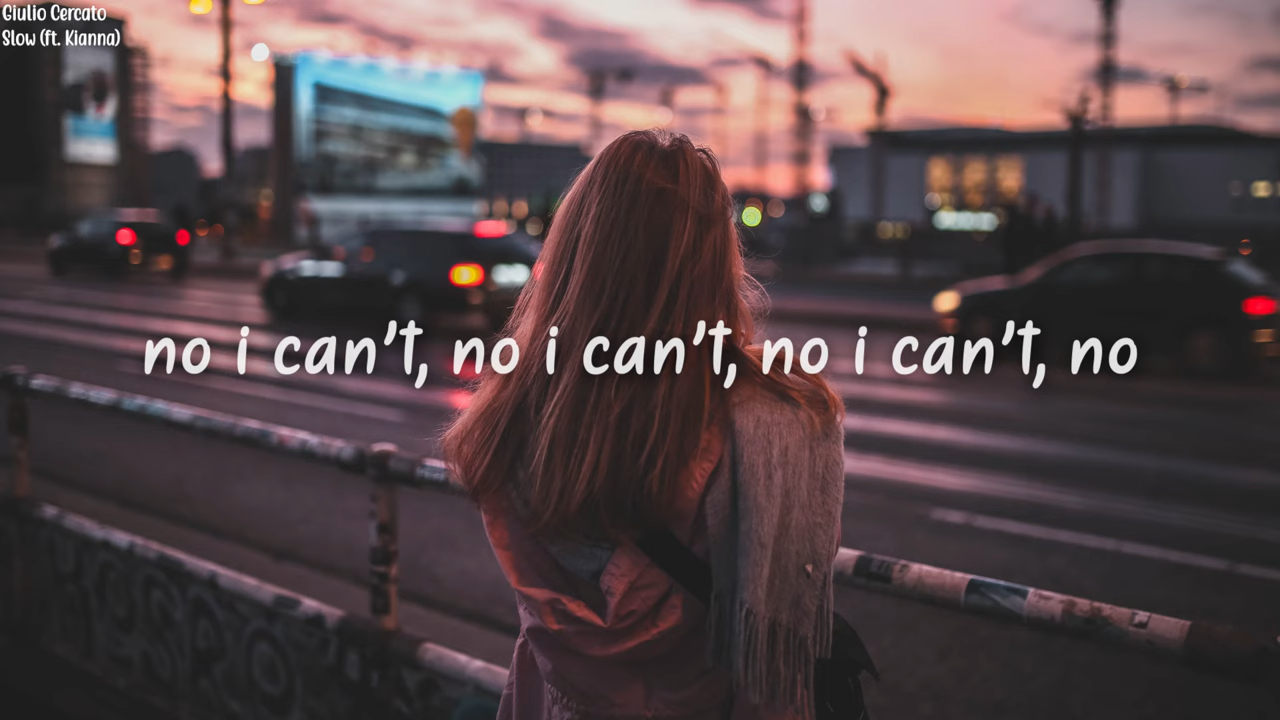 Giulio Cercato
Slow (ft. Kianna)
no i can't, no i can't, no i can't, no